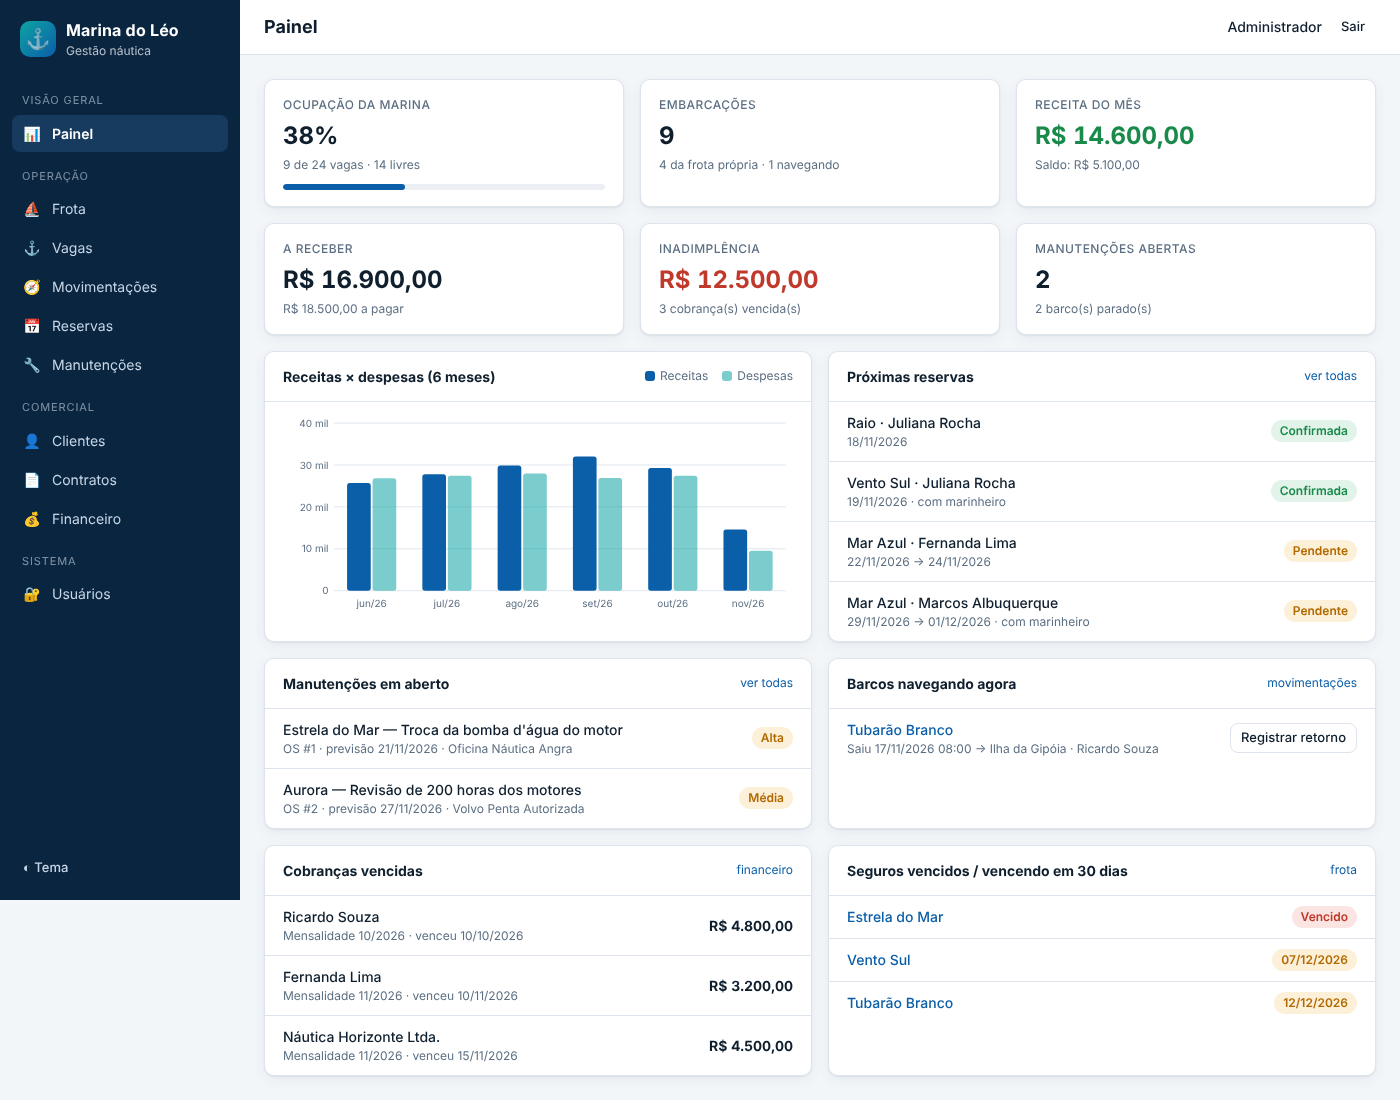 Marina do Léo
Gestão náutica
VISÃO GERAL
Painel
OPERAÇÃO
Frota
Vagas
Movimentações
Reservas
Manutenções
COMERCIAL
Clientes
Contratos
Financeiro
SISTEMA
Usuários
Tema
Painel
Administrador Sair
OCUPAÇÃO DA MARINA
38%
9 de 24 vagas · 14 livres
EMBARCAÇÕES
9
4 da frota própria · 1 navegando
RECEITA DO MÊS
R$ 14.600,00
Saldo: R$ 5.100,00
A RECEBER
R$ 16.900,00
R$ 18.500,00 a pagar
INADIMPLÊNCIA
R$ 12.500,00
3 cobrança(s) vencida(s)
MANUTENÇÕES ABERTAS
2
2 barco(s) parado(s)
Receitas × despesas (6 meses)
Receitas Despesas
40 mil
30 mil
20 mil
10 mil
0
jun/26 jul/26 ago/26 set/26 out/26 nov/26
Próximas reservas ver todas
Raio · Juliana Rocha
18/11/2026
Confirmada
Vento Sul · Juliana Rocha
19/11/2026 · com marinheiro
Confirmada
Mar Azul · Fernanda Lima
22/11/2026 → 24/11/2026
Pendente
Mar Azul · Marcos Albuquerque
29/11/2026 → 01/12/2026 · com marinheiro
Pendente
Manutenções em aberto ver todas
Estrela do Mar — Troca da bomba d'água do motor
OS #1 · previsão 21/11/2026 · Oficina Náutica Angra
Alta
Aurora — Revisão de 200 horas dos motores
OS #2 · previsão 27/11/2026 · Volvo Penta Autorizada
Média
Barcos navegando agora movimentações
Tubarão Branco
Saiu 17/11/2026 08:00 → Ilha da Gipóia · Ricardo Souza
Registrar retorno
Cobranças vencidas financeiro
Ricardo Souza
Mensalidade 10/2026 · venceu 10/10/2026
R$ 4.800,00
Fernanda Lima
Mensalidade 11/2026 · venceu 10/11/2026
R$ 3.200,00
Náutica Horizonte Ltda.
Mensalidade 11/2026 · venceu 15/11/2026
R$ 4.500,00
Seguros vencidos / vencendo em 30 dias frota
Estrela do Mar Vencido
Vento Sul 07/12/2026
Tubarão Branco 12/12/2026